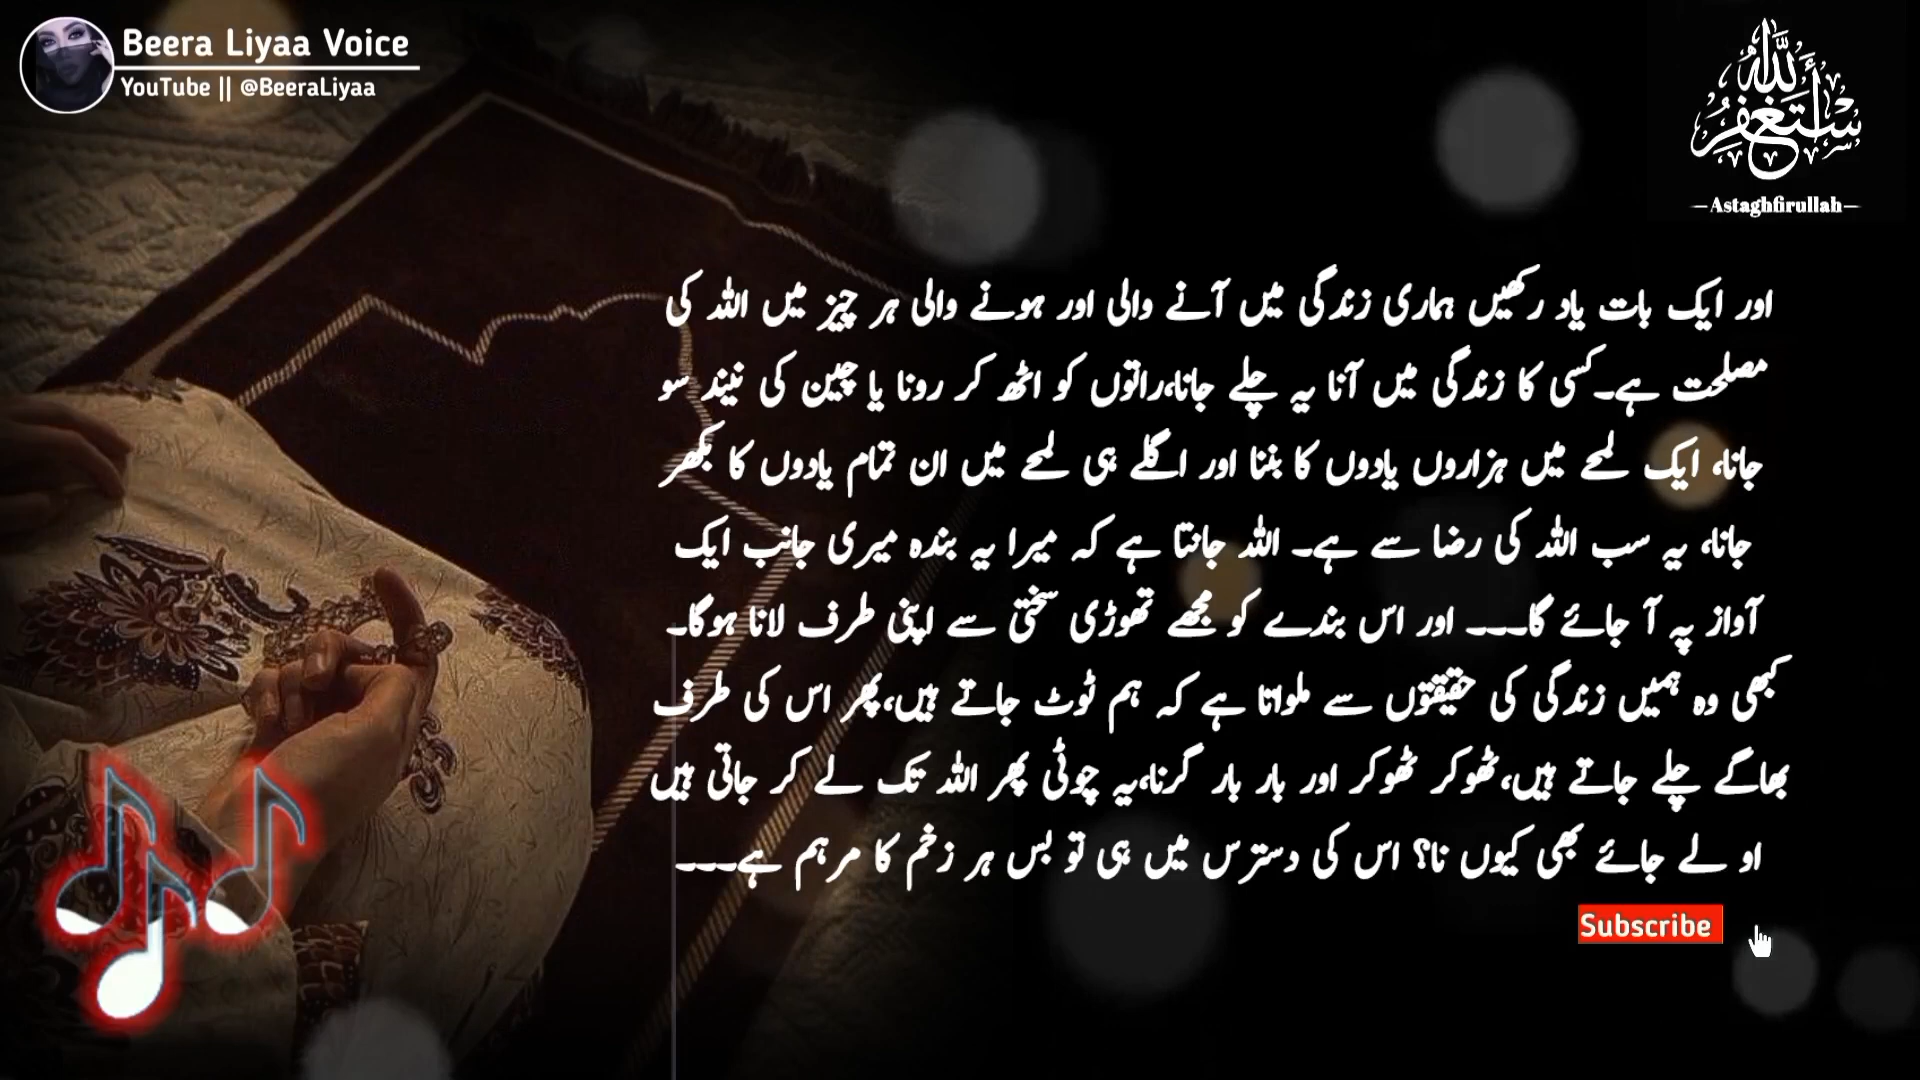 Beera Liyaa Voice
YouTube || @BeeraLiyaa
أستغفر الله
Astaghfirullah
اور ایک بات یاد رکھیں ہماری زندگی میں آنے والی اور ہونے والی ہر چیز میں اللہ کی
مصلحت ہے۔کسی کا زندگی میں آنا یہ چلے جانا،راتوں کو اٹھ کر رونا یا چین کی نیند سو
جانا، ایک لمحے میں ہزاروں یادوں کا بننا اور اگلے ہی لمحے میں ان تمام یادوں کا بکھر
جانا، یہ سب اللہ کی رضا سے ہے۔ اللہ جانتا ہے کہ میرا یہ بندہ میری جانب ایک
آواز پہ آ جائے گا۔۔۔ اور اس بندے کو مجھے تھوڑی سختی سے اپنی طرف لانا ہوگا۔
کبھی وہ ہمیں زندگی کی حقیقتوں سے ملواتا ہے کہ ہم ٹوٹ جاتے ہیں،پھر اس کی طرف
بھاگے چلے جاتے ہیں،ٹھوکر ٹھوکر اور بار بار گرنا،یہ چوٹی پھر اللہ تک لے کر جاتی ہیں
او لے جائے بھی کیوں نا؟ اس کی دسترس میں ہی تو بس ہر زخم کا مرہم ہے۔۔۔
Subscribe